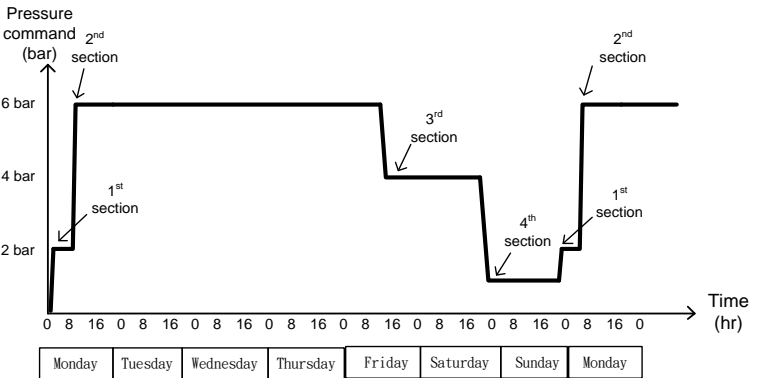 Pressure
command
(bar)
2nd
section
2nd
section
6 bar
3rd
section
4 bar
1st
section
4th
section
1st
section
2 bar
Time
(hr)
0 8 16 0 8 16 0 8 16 0 8 16 0 8 16 0 8 16 0 8 16 0 8 16 0
Monday Tuesday Wednesday Thursday Friday Saturday Sunday Monday